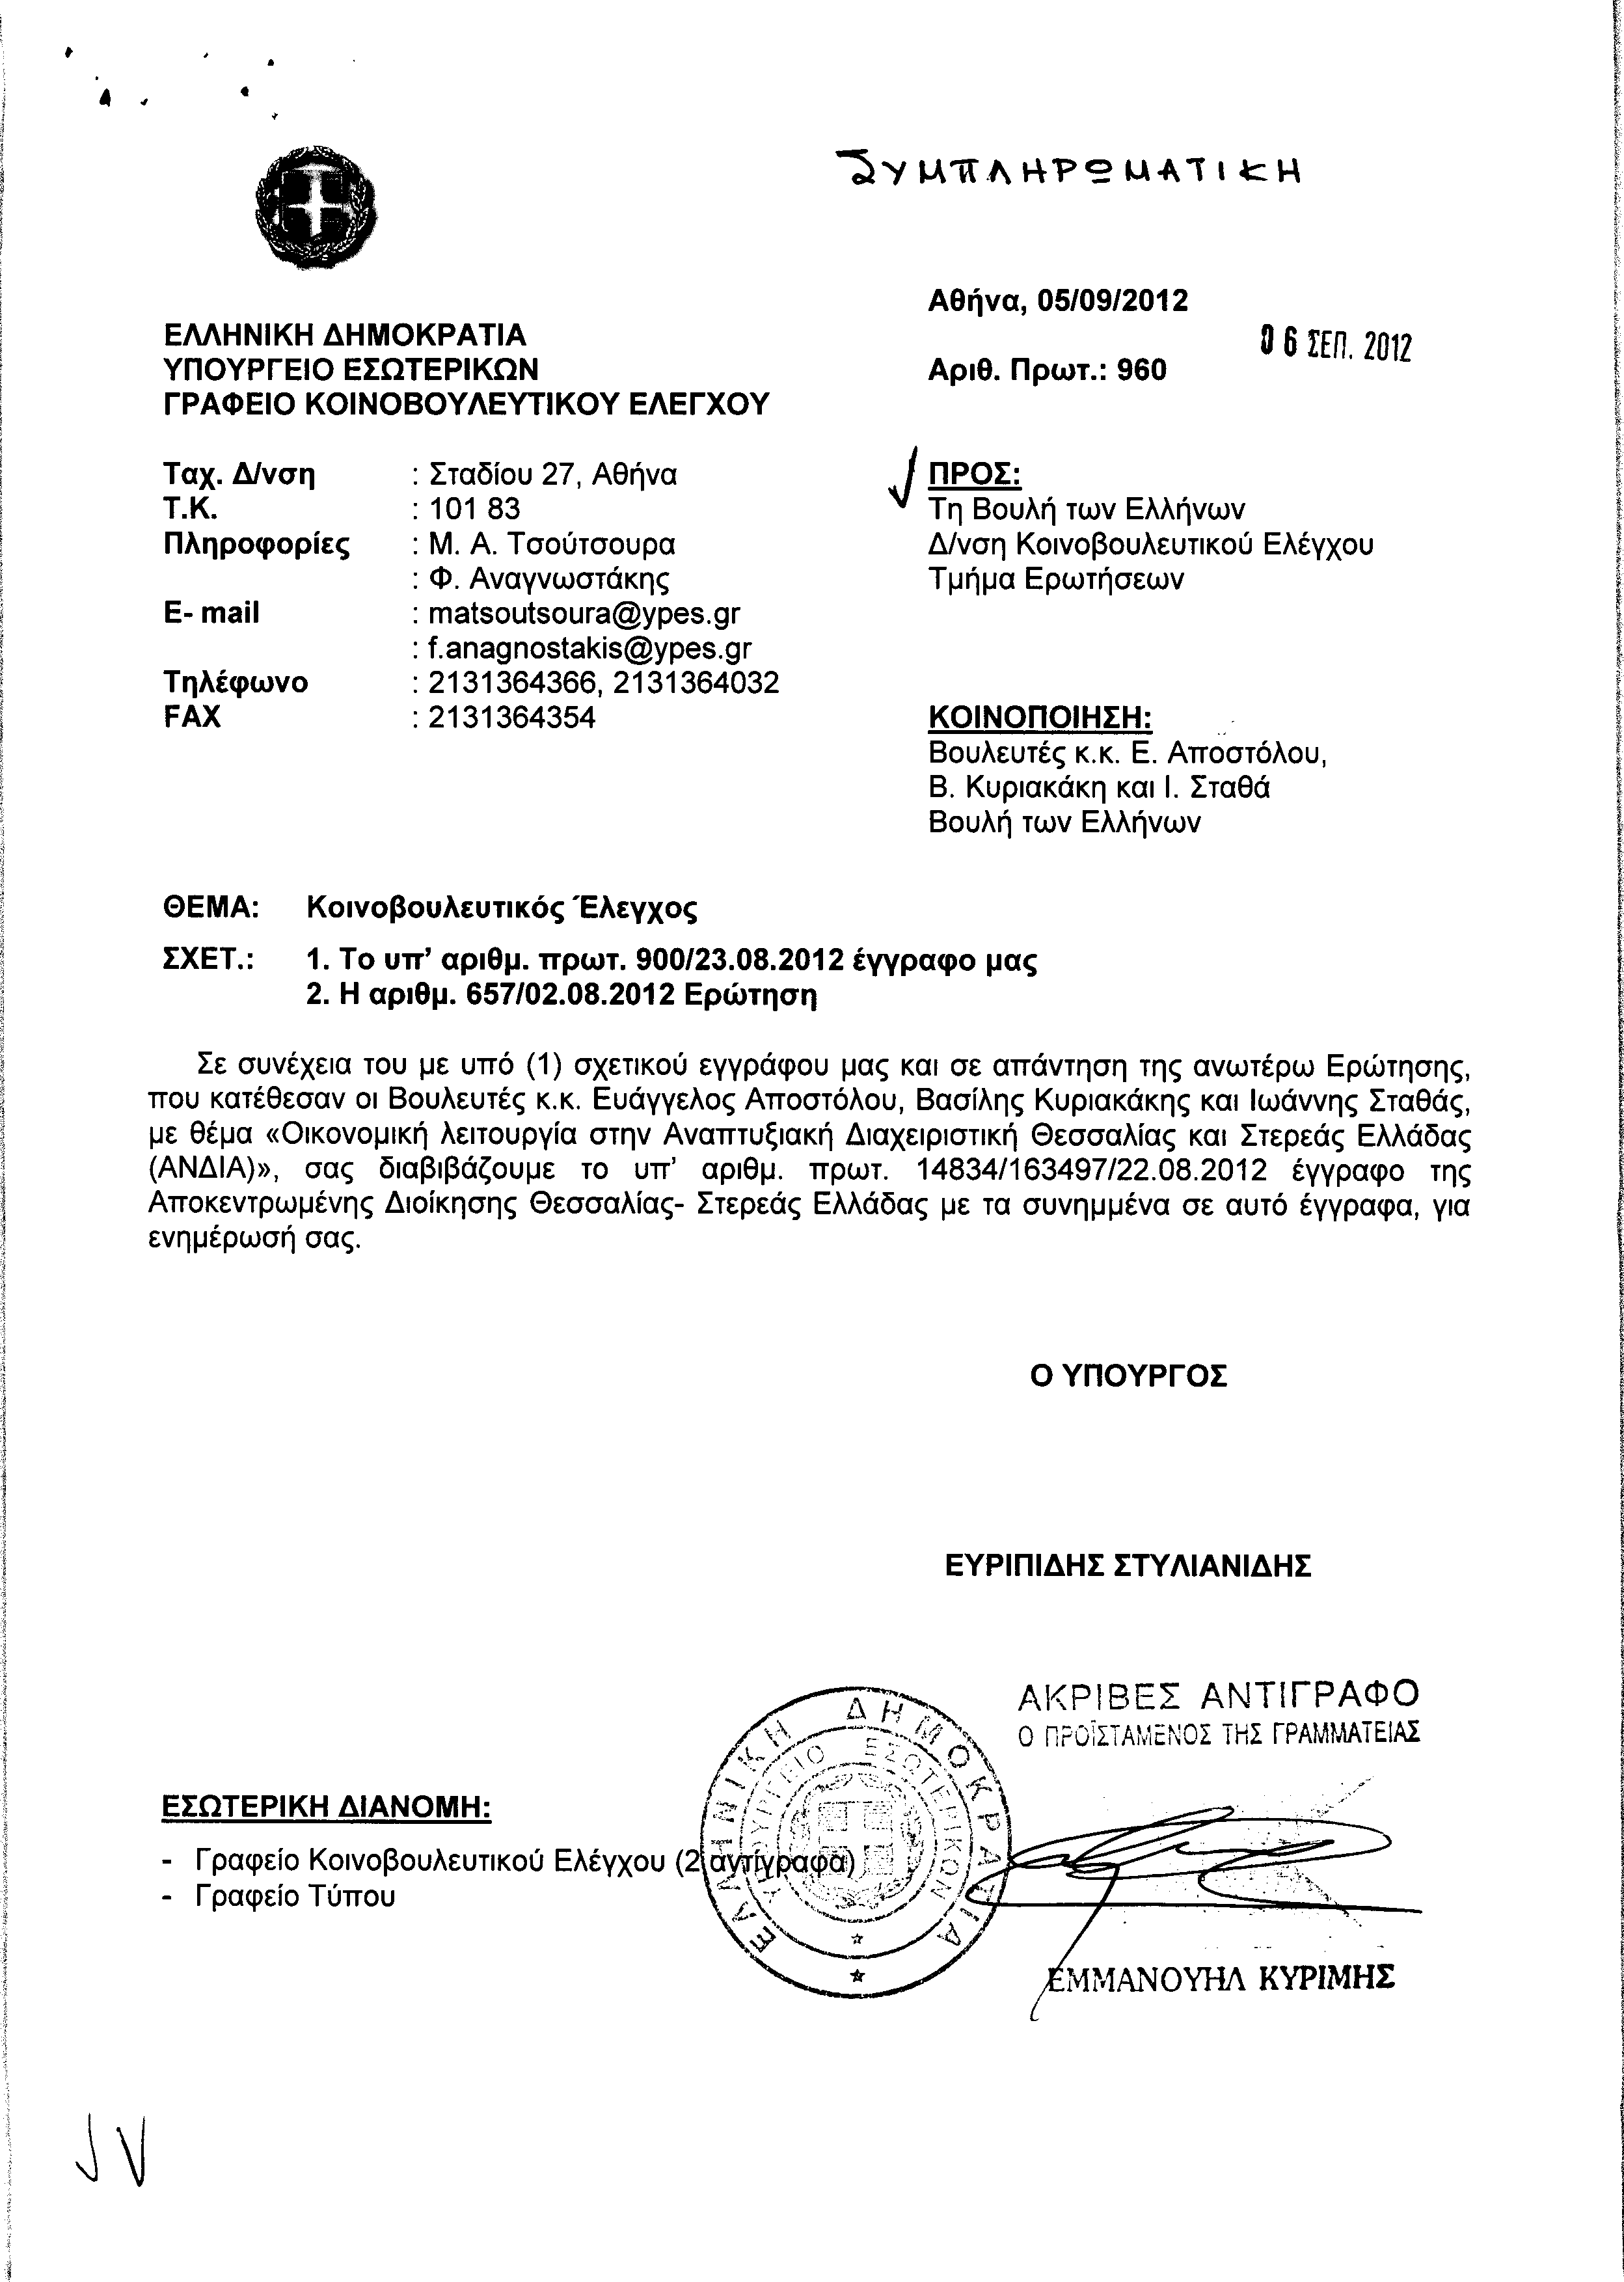 ΣΥΜΠΛΗΡΩΜΑΤΙΚΗ
ΕΛΛΗΝΙΚΗ ΔΗΜΟΚΡΑΤΙΑ
ΥΠΟΥΡΓΕΙΟ ΕΣΩΤΕΡΙΚΩΝ
ΓΡΑΦΕΙΟ ΚΟΙΝΟΒΟΥΛΕΥΤΙΚΟΥ ΕΛΕΓΧΟΥ
Αθήνα, 05/09/2012
06 ΣΕΠ. 2012
Αριθ. Πρωτ.: 960
Ταχ. Δ/νση : Σταδίου 27, Αθήνα
Τ.Κ. : 101 83
Πληροφορίες : Μ. Α. Τσούτσουρα
: Φ. Αναγνωστάκης
E- mail : matsoutsoura@ypes.gr
: f.anagnostakis@ypes.gr
Τηλέφωνο : 2131364366, 2131364032
FAX : 2131364354
ΠΡΟΣ:
Τη Βουλή των Ελλήνων
Δ/νση Κοινοβουλευτικού Ελέγχου
Τμήμα Ερωτήσεων
ΚΟΙΝΟΠΟΙΗΣΗ:
Βουλευτές κ.κ. Ε. Αποστόλου,
Β. Κυριακάκη και Ι. Σταθά
Βουλή των Ελλήνων
ΘΕΜΑ: Κοινοβουλευτικός Έλεγχος
ΣΧΕΤ.: 1. Το υπ’ αριθμ. πρωτ. 900/23.08.2012 έγγραφο μας
2. Η αριθμ. 657/02.08.2012 Ερώτηση
Σε συνέχεια του με υπό (1) σχετικού εγγράφου μας και σε απάντηση της ανωτέρω Ερώτησης,
που κατέθεσαν οι Βουλευτές κ.κ. Ευάγγελος Αποστόλου, Βασίλης Κυριακάκης και Ιωάννης Σταθάς,
με θέμα «Οικονομική λειτουργία στην Αναπτυξιακή Διαχειριστική Θεσσαλίας και Στερεάς Ελλάδας
(ΑΝΔΙΑ)», σας διαβιβάζουμε το υπ’ αριθμ. πρωτ. 14834/163497/22.08.2012 έγγραφο της
Αποκεντρωμένης Διοίκησης Θεσσαλίας- Στερεάς Ελλάδας με τα συνημμένα σε αυτό έγγραφα, για
ενημέρωσή σας.
Ο ΥΠΟΥΡΓΟΣ
ΕΥΡΙΠΙΔΗΣ ΣΤΥΛΙΑΝΙΔΗΣ
ΑΚΡΙΒΕΣ ΑΝΤΙΓΡΑΦΟ
Ο ΠΡΟΪΣΤΑΜΕΝΟΣ ΤΗΣ ΓΡΑΜΜΑΤΕΙΑΣ
ΕΛΛΗΝΙΚΗ ΔΗΜΟΚΡΑΤΙΑ
ΥΠΟΥΡΓΕΙΟ ΕΣΩΤΕΡΙΚΩΝ
ΕΜΜΑΝΟΥΗΛ ΚΥΡΙΜΗΣ
ΕΣΩΤΕΡΙΚΗ ΔΙΑΝΟΜΗ:
- Γραφείο Κοινοβουλευτικού Ελέγχου (2 αντίγραφα)
- Γραφείο Τύπου